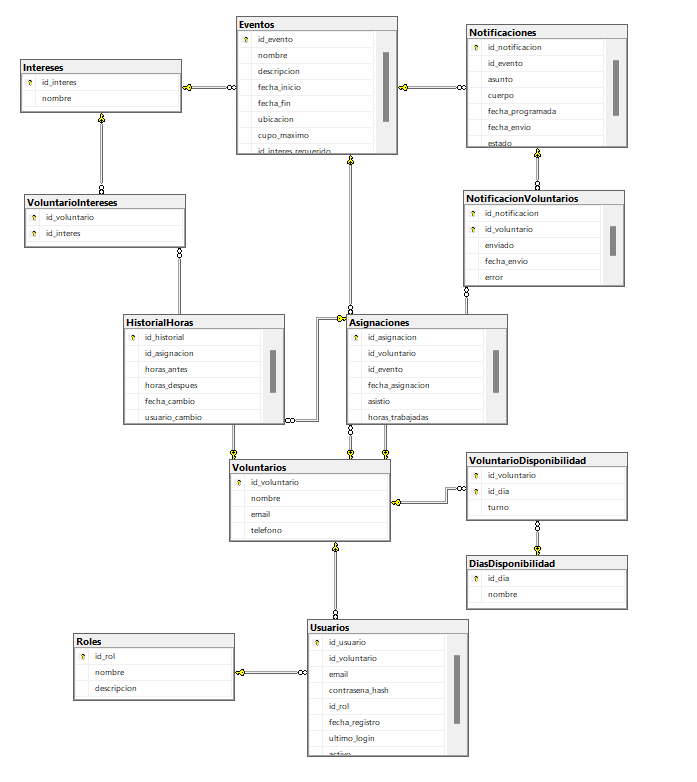 Eventos
id_evento
nombre
descripcion
fecha_inicio
fecha_fin
ubicacion
cupo_maximo
id_interes_requerido
Notificaciones
id_notificacion
id_evento
asunto
cuerpo
fecha_programada
fecha_envio
estado
Intereses
id_interes
nombre
VoluntarioIntereses
id_voluntario
id_interes
NotificacionVoluntarios
id_notificacion
id_voluntario
enviado
fecha_envio
error
HistorialHoras
id_historial
id_asignacion
horas_antes
horas_despues
fecha_cambio
usuario_cambio
Asignaciones
id_asignacion
id_voluntario
id_evento
fecha_asignacion
asistio
horas_trabajadas
Voluntarios
id_voluntario
nombre
email
telefono
VoluntarioDisponibilidad
id_voluntario
id_dia
turno
DiasDisponibilidad
id_dia
nombre
Roles
id_rol
nombre
descripcion
Usuarios
id_usuario
id_voluntario
email
contrasena_hash
id_rol
fecha_registro
ultimo_login
activo